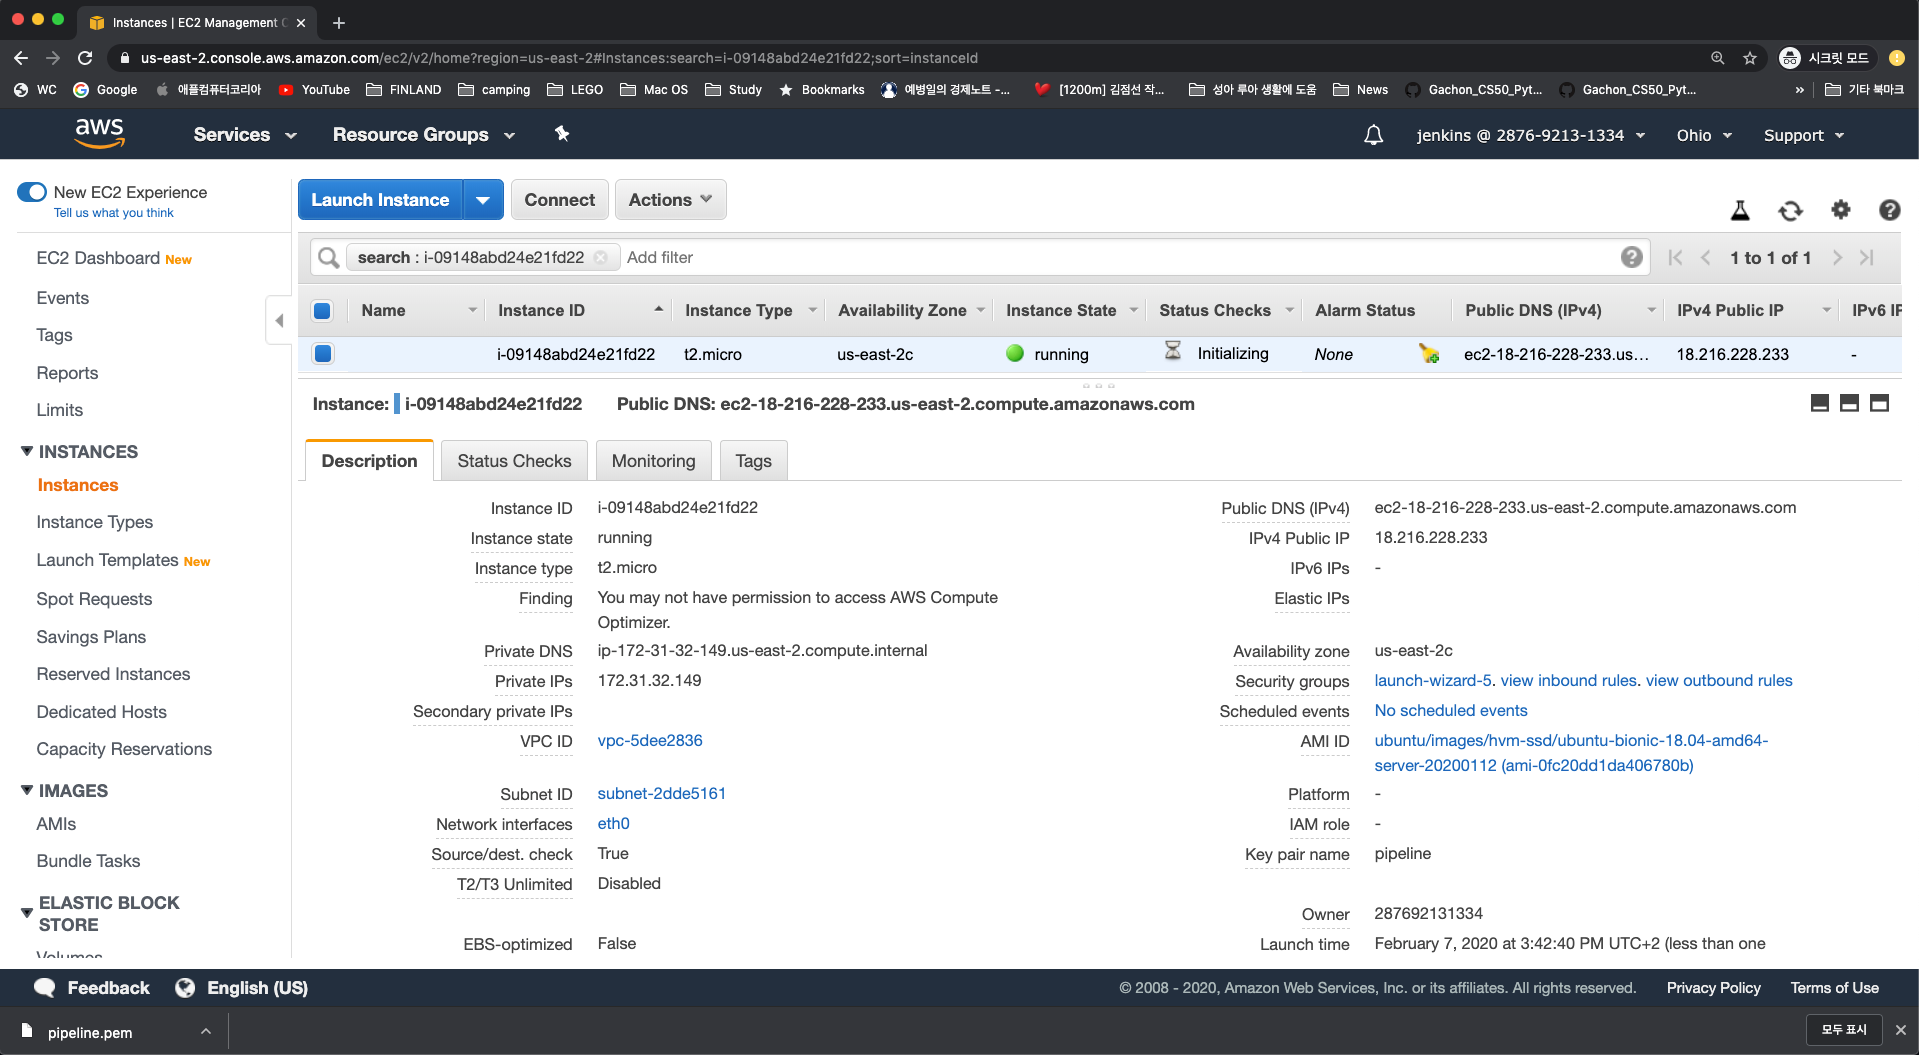 Instances | EC2 Management C
us-east-2.console.aws.amazon.com/ec2/v2/home?region=us-east-2#Instances:search=i-09148abd24e21fd22;sort=instanceId
시크릿 모드
WC Google 애플컴퓨터코리아 YouTube FINLAND camping LEGO Mac OS Study Bookmarks 예병일의 경제노트 -... [1200m] 김점선 작... 성아 루아 생활에 도움 News Gachon_CS50_Pyt... Gachon_CS50_Pyt... » 기타 북마크
aws Services Resource Groups jenkins @ 2876-9213-1334 Ohio Support
New EC2 Experience
Tell us what you think
EC2 Dashboard New
Events
Tags
Reports
Limits
INSTANCES
Instances
Instance Types
Launch Templates New
Spot Requests
Savings Plans
Reserved Instances
Dedicated Hosts
Capacity Reservations
IMAGES
AMIs
Bundle Tasks
ELASTIC BLOCK
STORE
Volumes
Launch Instance Connect Actions
search : i-09148abd24e21fd22 Add filter 1 to 1 of 1
Name Instance ID Instance Type Availability Zone Instance State Status Checks Alarm Status Public DNS (IPv4) IPv4 Public IP IPv6 IP
i-09148abd24e21fd22 t2.micro us-east-2c running Initializing None ec2-18-216-228-233.us... 18.216.228.233 -
Instance: i-09148abd24e21fd22 Public DNS: ec2-18-216-228-233.us-east-2.compute.amazonaws.com
Description Status Checks Monitoring Tags
Instance ID i-09148abd24e21fd22
Instance state running
Instance type t2.micro
Finding You may not have permission to access AWS Compute
Optimizer.
Private DNS ip-172-31-32-149.us-east-2.compute.internal
Private IPs 172.31.32.149
Secondary private IPs
VPC ID vpc-5dee2836
Subnet ID subnet-2dde5161
Network interfaces eth0
Source/dest. check True
T2/T3 Unlimited Disabled
EBS-optimized False
Public DNS (IPv4) ec2-18-216-228-233.us-east-2.compute.amazonaws.com
IPv4 Public IP 18.216.228.233
IPv6 IPs -
Elastic IPs
Availability zone us-east-2c
Security groups launch-wizard-5. view inbound rules. view outbound rules
Scheduled events No scheduled events
AMI ID ubuntu/images/hvm-ssd/ubuntu-bionic-18.04-amd64-
server-20200112 (ami-0fc20dd1da406780b)
Platform -
IAM role -
Key pair name pipeline
Owner 287692131334
Launch time February 7, 2020 at 3:42:40 PM UTC+2 (less than one
Feedback English (US) © 2008 - 2020, Amazon Web Services, Inc. or its affiliates. All rights reserved. Privacy Policy Terms of Use
pipeline.pem 모두 표시